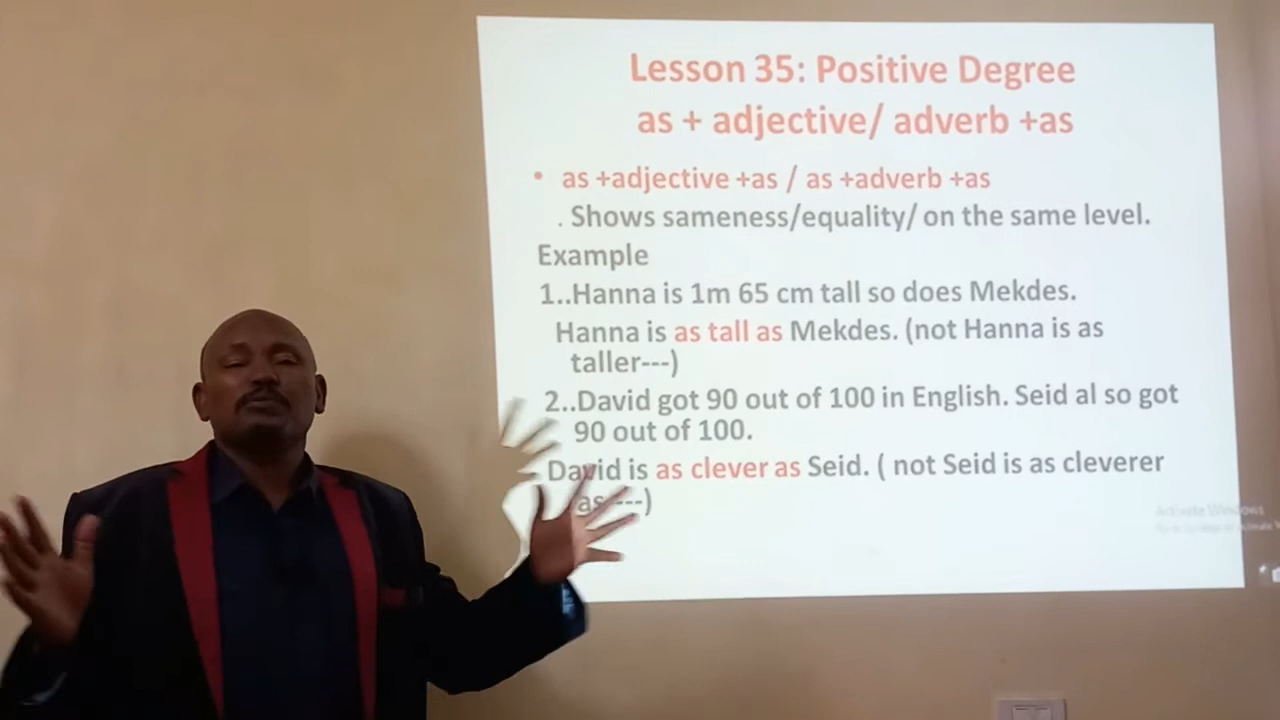 Lesson 35: Positive Degree
as + adjective/ adverb +as
• as +adjective +as / as +adverb +as
. Shows sameness/equality/ on the same level.
Example
1..Hanna is 1m 65 cm tall so does Mekdes.
Hanna is as tall as Mekdes. (not Hanna is as
taller---)
2..David got 90 out of 100 in English. Seid al so got
90 out of 100.
David is as clever as Seid. ( not Seid is as cleverer
as ---)
Activate Windows